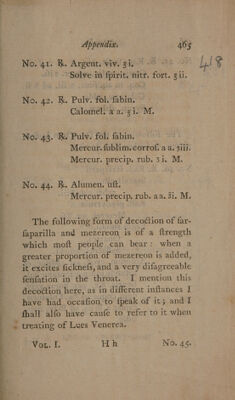 Appendix. 465
418
No. 41. ℞. Argent. viv. ʒi.
Solve in ſpirit. nitr. fort. ʒii.
No. 42. ℞. Pulv. fol. ſabin.
Calomel. a a. ʒi. M.
No. 43. ℞. Pulv. fol. ſabin.
Mercur. ſublim. corroſ. a a. ʒiii.
Mercur. precip. rub. ʒi. M.
No. 44. ℞. Alumen. uſt.
Mercur. precip. rub. a a. ℥i. M.
The following form of decoction of ſar-
ſaparilla and mezereon is of a ſtrength
which moſt people can bear: when a
greater proportion of mezereon is added,
it excites ſickneſs, and a very diſagreeable
ſenſation in the throat. I mention this
decoction here, as in different inſtances I
have had occaſion to ſpeak of it; and I
ſhall alſo have cauſe to refer to it when
treating of Lues Venerea.
Vol. I. H h No. 45.